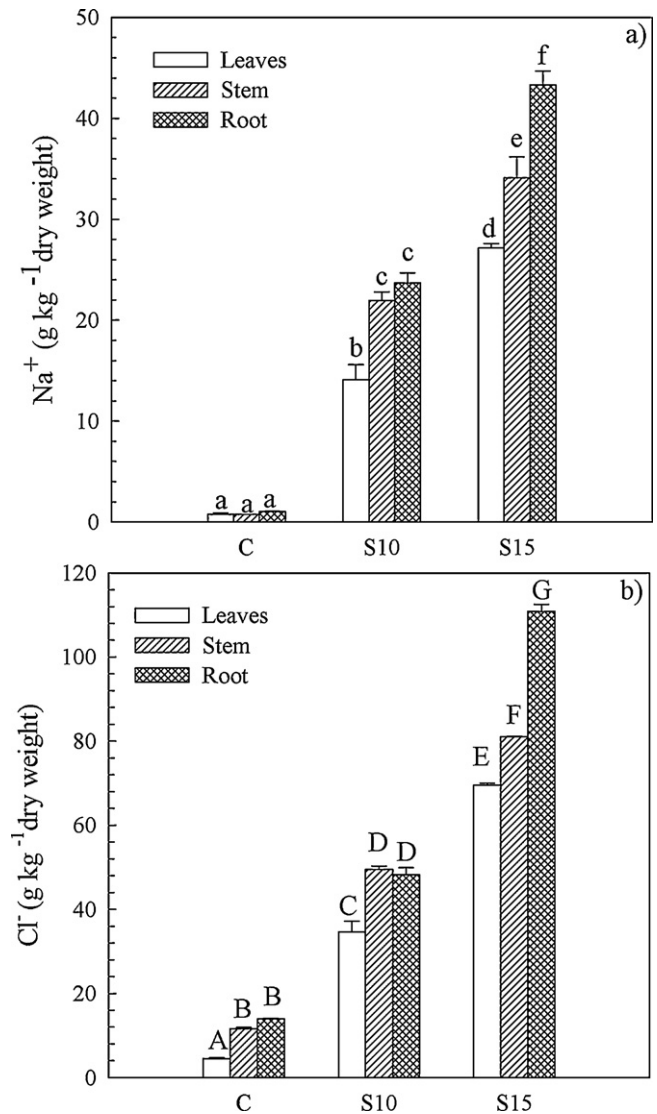 a)
50
40
30
20
10
0
Na+ (g kg -1 dry weight)
Leaves
Stem
Root
a a a
b c c
d e f
C S10 S15
b)
120
100
80
60
40
20
0
Cl- (g kg -1 dry weight)
Leaves
Stem
Root
A B B
C D D
E F G
C S10 S15